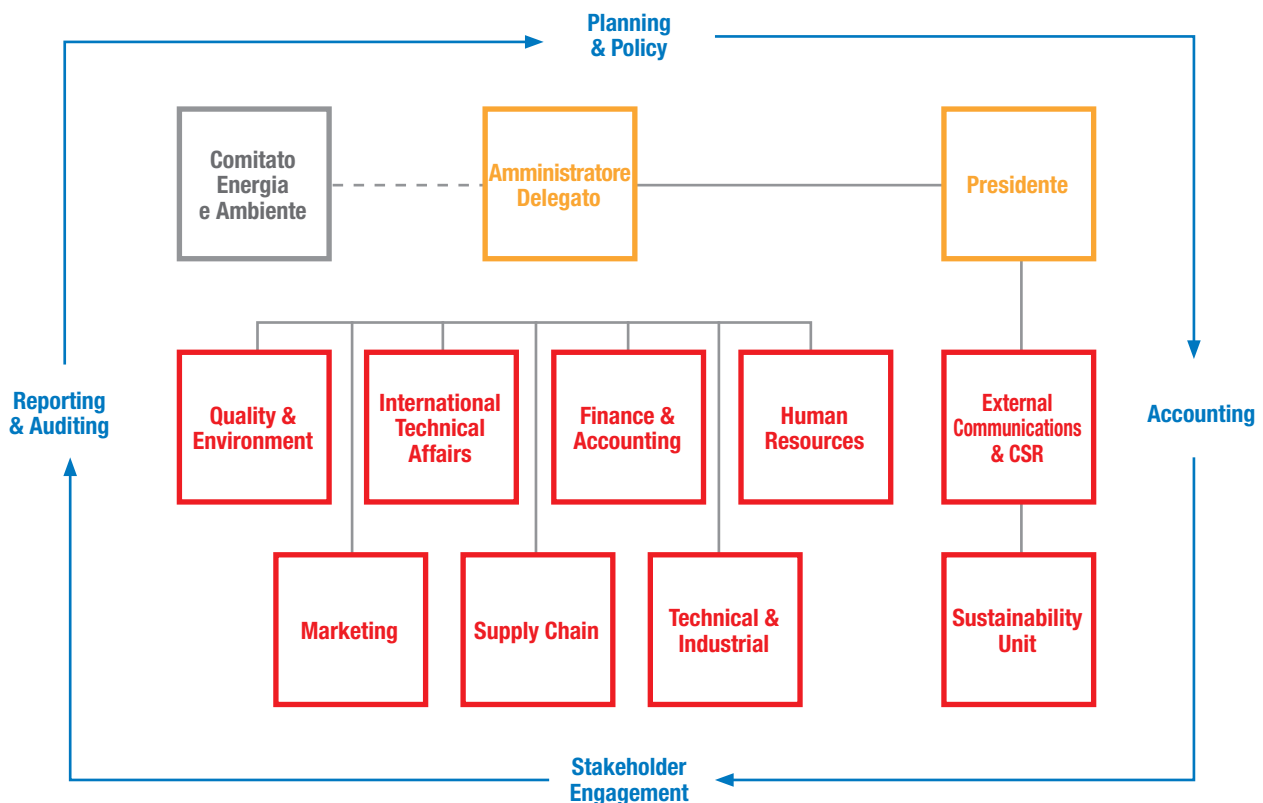 Planning
& Policy
Comitato
Energia
e Ambiente
Amministratore
Delegato
Presidente
Reporting
& Auditing
Quality &
Environment
International
Technical
Affairs
Finance &
Accounting
Human
Resources
External
Communications
& CSR
Accounting
Marketing
Supply Chain
Technical &
Industrial
Sustainability
Unit
Stakeholder
Engagement